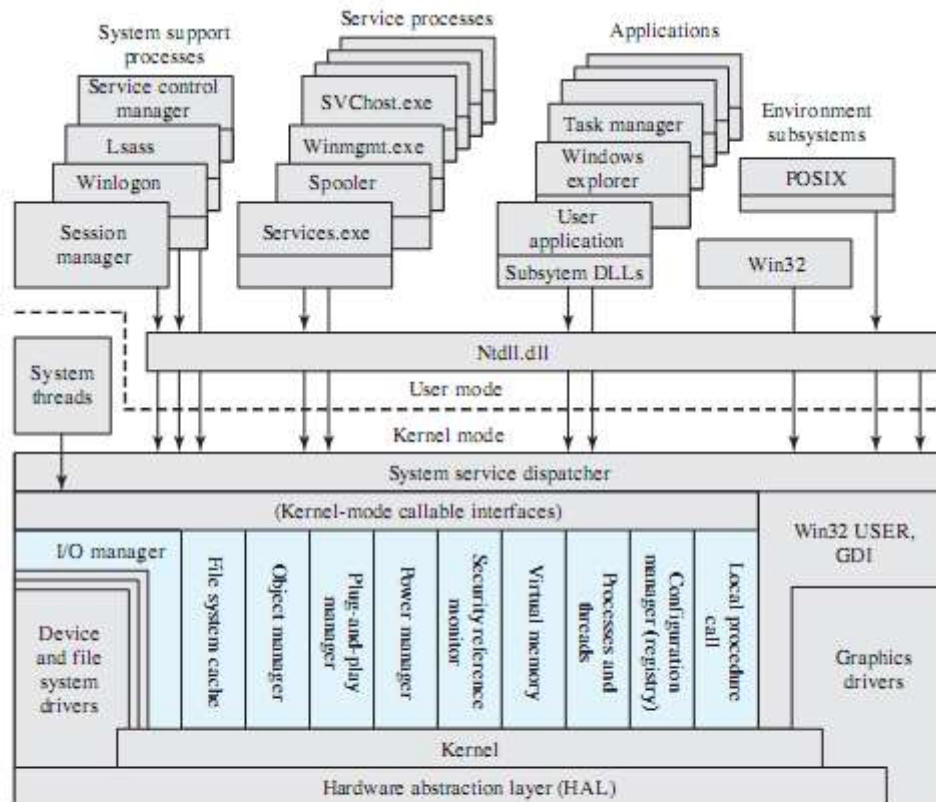 System support
processes
Service processes
Applications
Environment
subsystems
Service control
manager
Lsass
Winlogon
Session
manager
SVChost.exe
Winmgmt.exe
Spooler
Services.exe
Task manager
Windows
explorer
User
application
Subsytem DLLs
POSIX
Win32
System
threads
Ntdll.dll
User mode
Kernel mode
System service dispatcher
(Kernel-mode callable interfaces)
Win32 USER,
GDI
I/O manager
Device and file
system
drivers
File system cache
Object manager
Plug-and-play
manager
Power manager
Security reference
monitor
Virtual memory
Processes and
threads
Configuration
manager (registry)
Local procedure
call
Graphics
drivers
Kernel
Hardware abstraction layer (HAL)